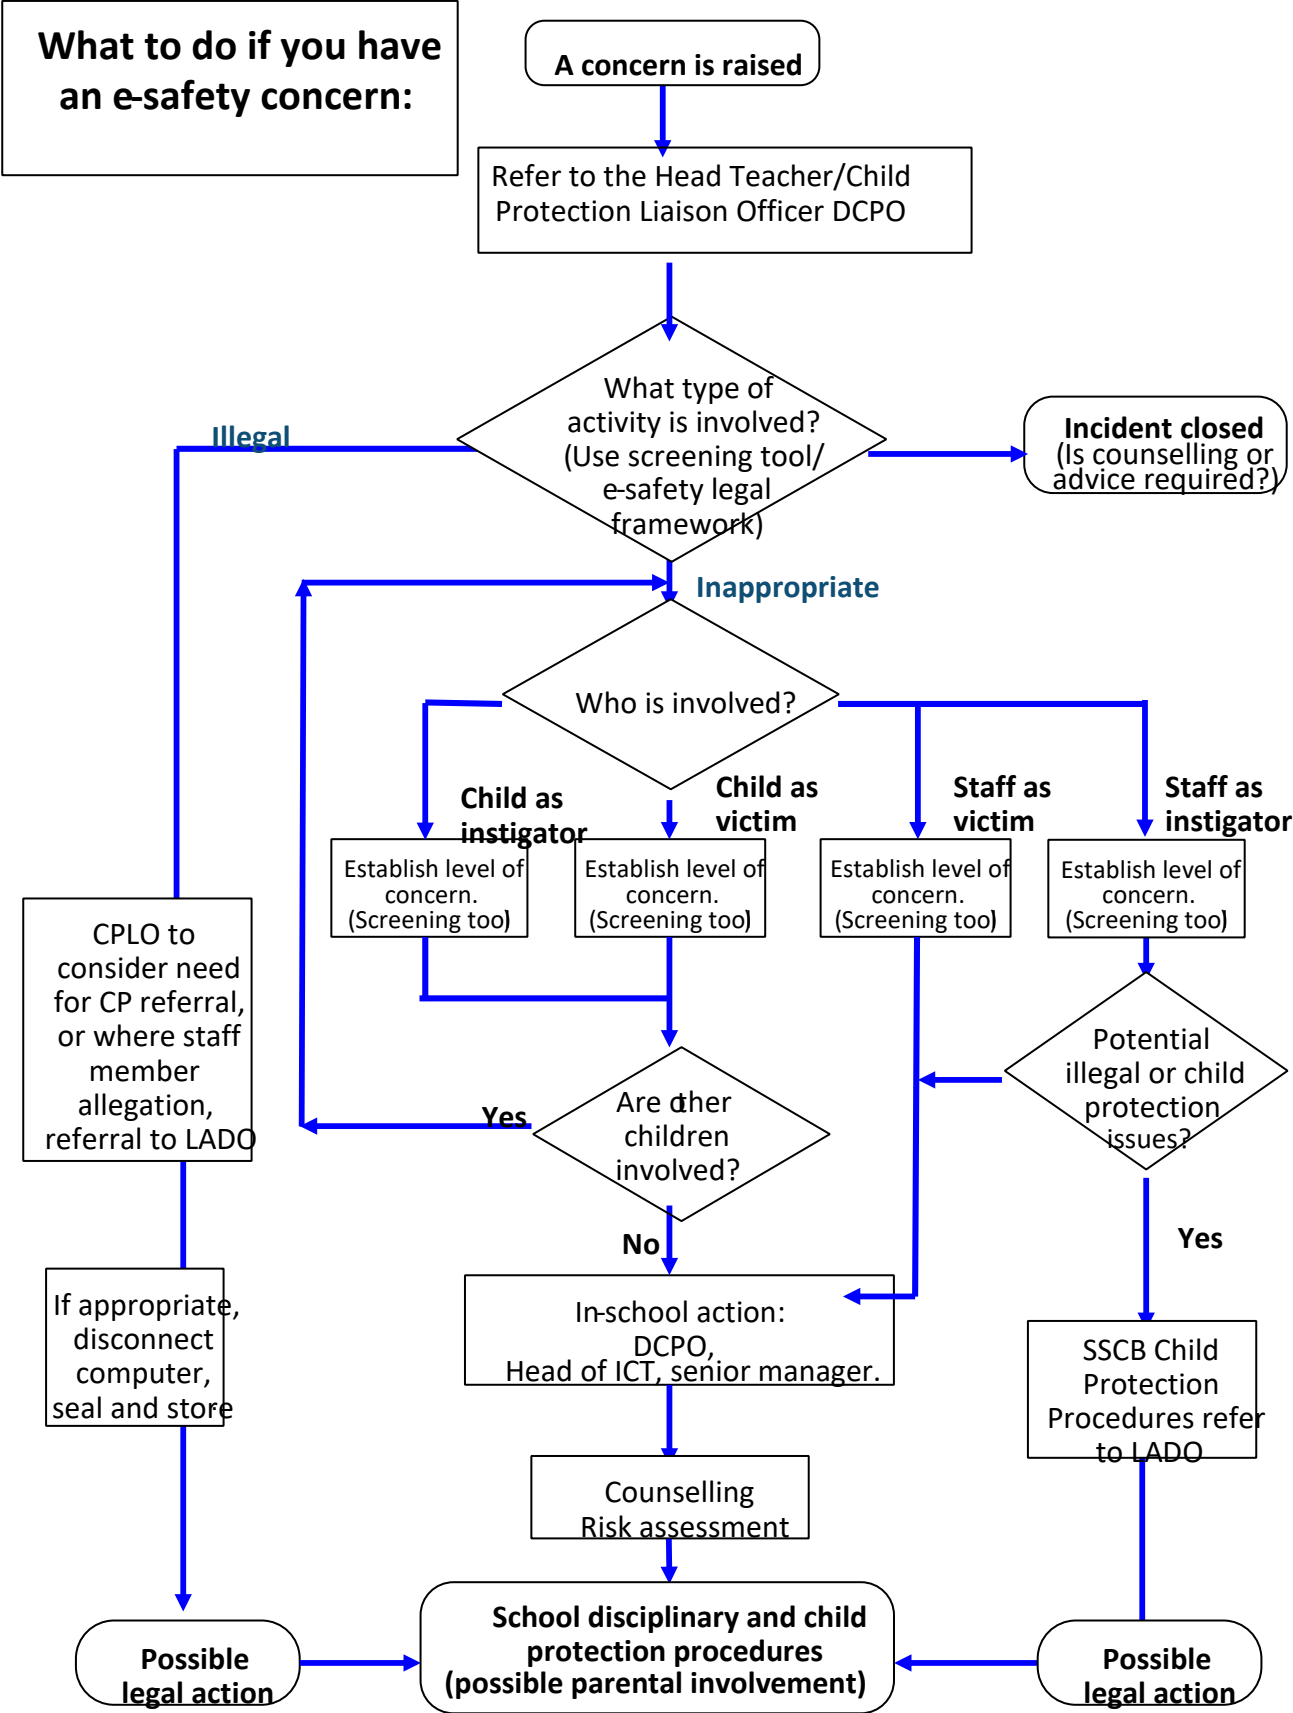 What to do if you have
an e-safety concern:
A concern is raised
Refer to the Head Teacher/Child
Protection Liaison Officer DCPO
What type of
activity is involved?
(Use screening tool/
e-safety legal
framework)
Illegal
Incident closed
(Is counselling or
advice required?)
Inappropriate
Who is involved?
Child as
instigator
Child as
victim
Staff as
victim
Staff as
instigator
Establish level of
concern.
(Screening tool)
Establish level of
concern.
(Screening tool)
Establish level of
concern.
(Screening tool)
Establish level of
concern.
(Screening tool)
CPLO to
consider need
for CP referral,
or where staff
member
allegation,
referral to LADO
Potential
illegal or child
protection
issues?
Yes
Are other
children
involved?
No
Yes
If appropriate,
disconnect
computer,
seal and store.
In-school action:
DCPO,
Head of ICT, senior manager.
SSCB Child
Protection
Procedures refer
to LADO
Counselling
Risk assessment
Possible
legal action
School disciplinary and child
protection procedures
(possible parental involvement)
Possible
legal action